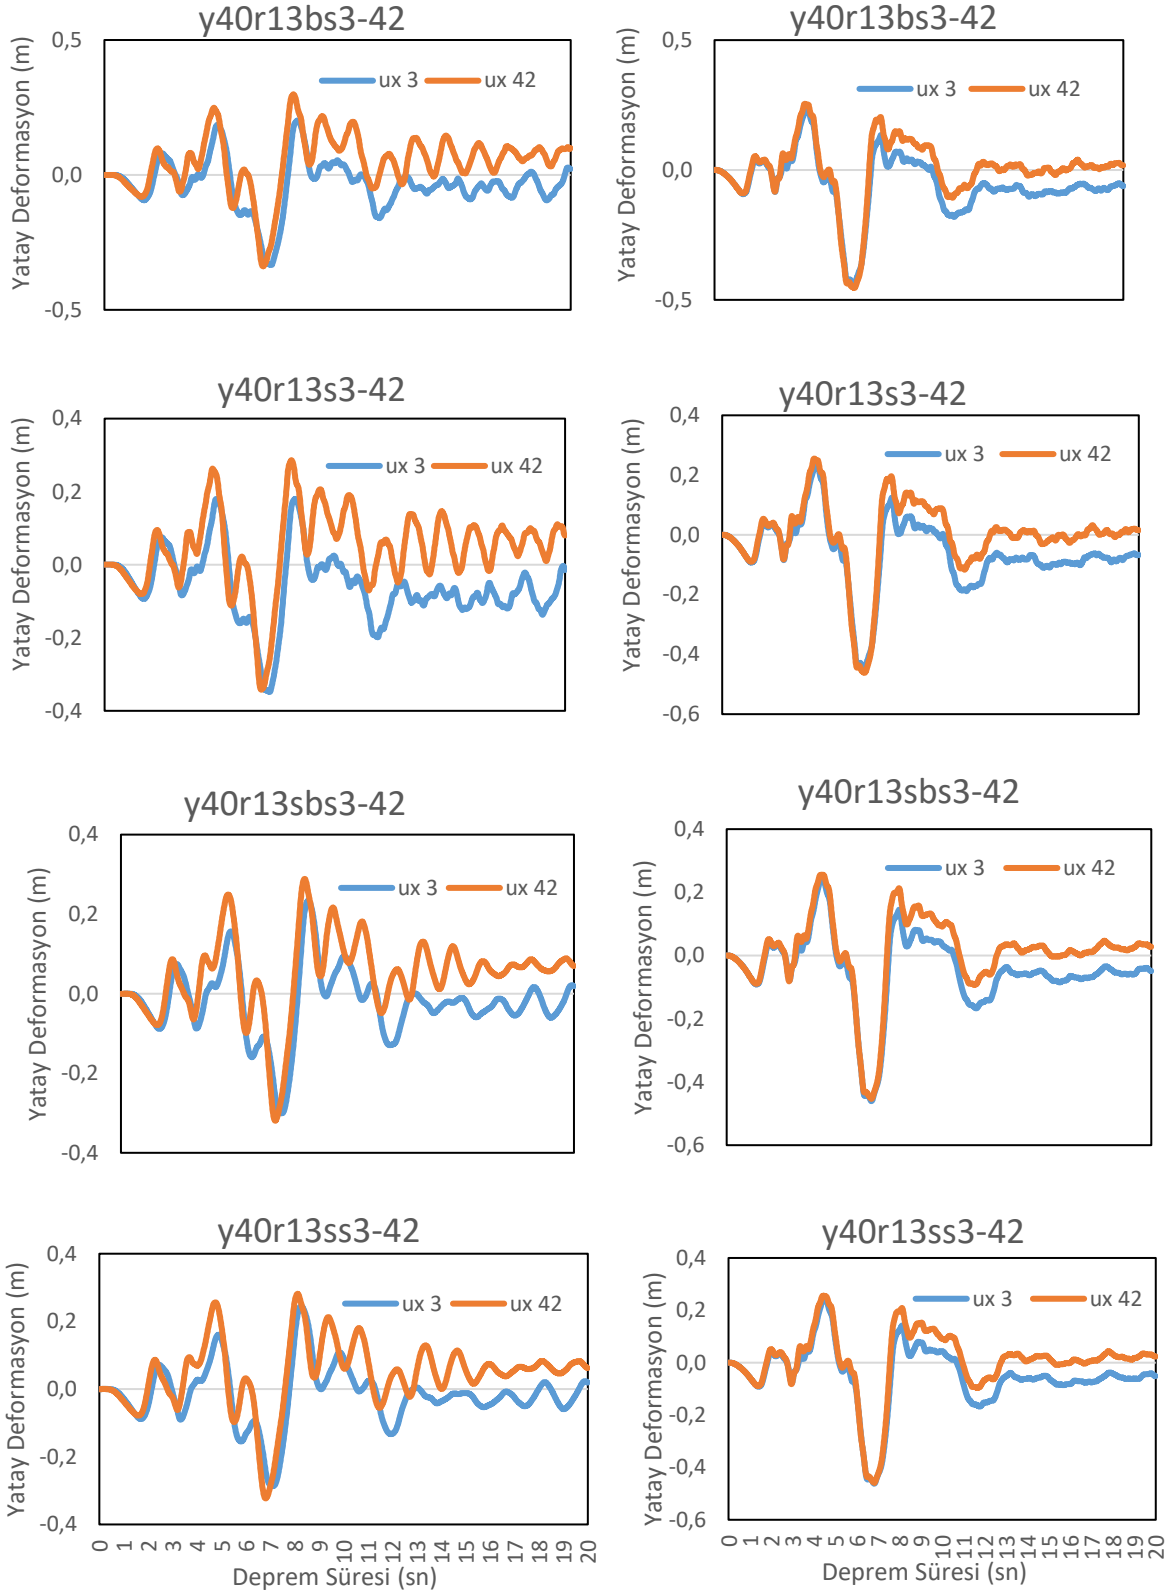 y40r13bs3-42
0,5
0,0
-0,5
Yatay Deformasyon (m)
ux 3
ux 42
y40r13bs3-42
0,5
0,0
-0,5
Yatay Deformasyon (m)
ux 3
ux 42
y40r13s3-42
0,4
0,2
0,0
-0,2
-0,4
Yatay Deformasyon (m)
ux 3
ux 42
y40r13s3-42
0,4
0,2
0,0
-0,2
-0,4
-0,6
Yatay Deformasyon (m)
ux 3
ux 42
y40r13sbs3-42
0,4
0,2
0,0
-0,2
-0,4
Yatay Deformasyon (m)
ux 3
ux 42
y40r13sbs3-42
0,4
0,2
0,0
-0,2
-0,4
-0,6
Yatay Deformasyon (m)
ux 3
ux 42
y40r13ss3-42
0,4
0,2
0,0
-0,2
-0,4
Yatay Deformasyon (m)
ux 3
ux 42
0 1 2 3 4 5 6 7 8 9 10 11 12 13 14 15 16 17 18 19 20
Deprem Süresi (sn)
y40r13ss3-42
0,4
0,2
0,0
-0,2
-0,4
-0,6
Yatay Deformasyon (m)
ux 3
ux 42
0 1 2 3 4 5 6 7 8 9 10 11 12 13 14 15 16 17 18 19 20
Deprem Süresi (sn)